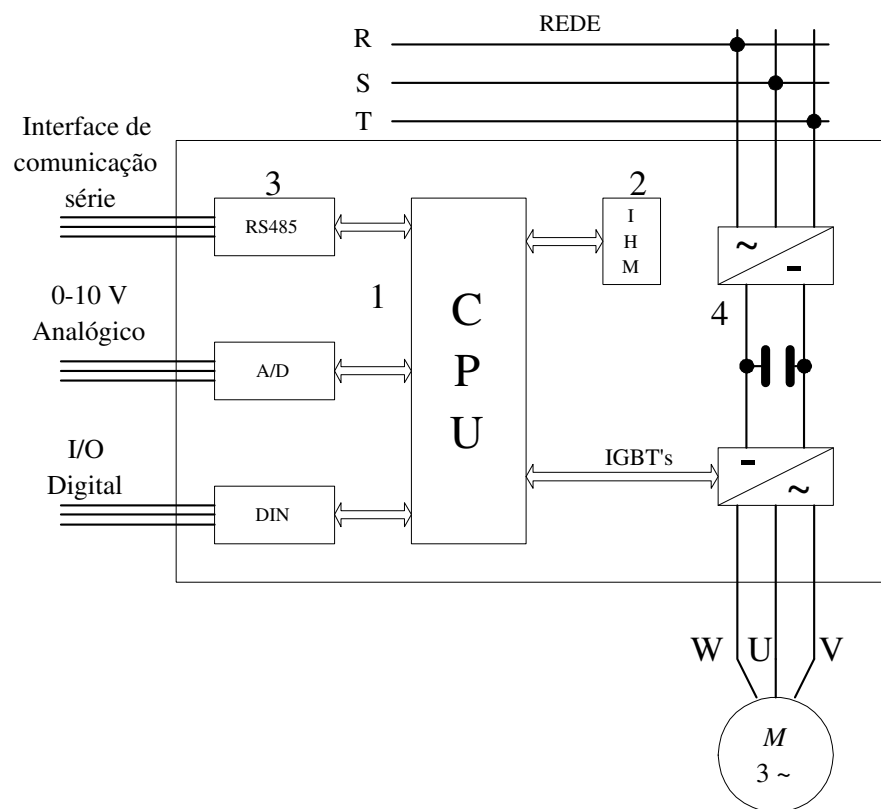 REDE
R
S
T
Interface de
comunicação
série
3
RS485
2
I
H
M
~
-
0-10 V
Analógico
1
A/D
C
P
U
4
I/O
Digital
DIN
IGBT's
-
~
W U V
M
3 ~